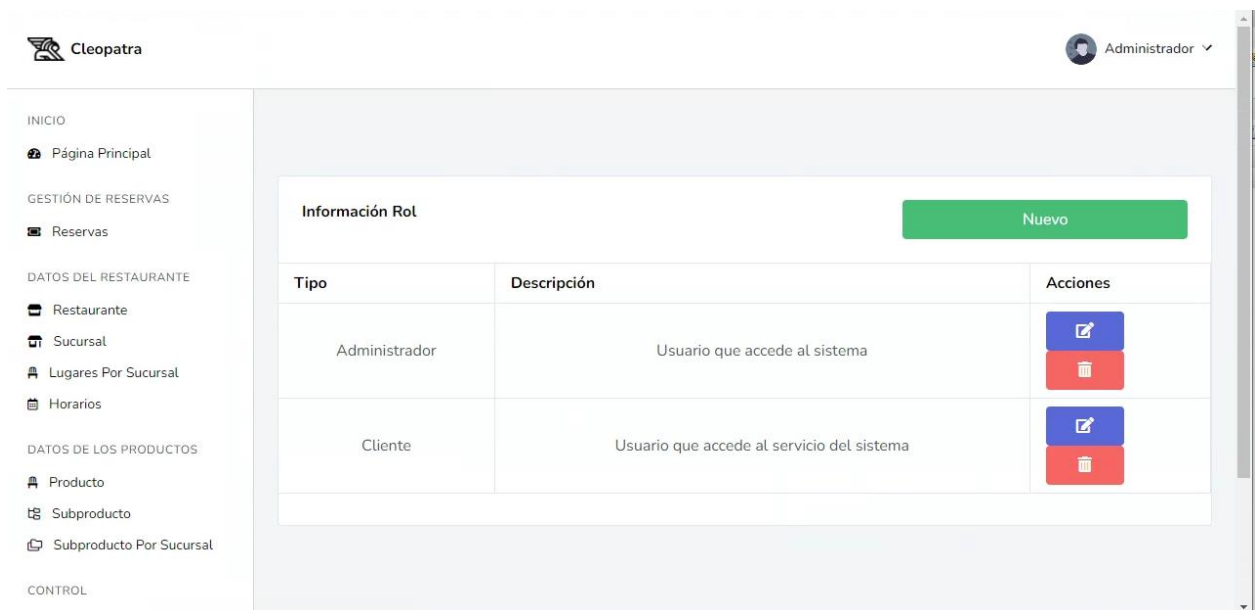 Cleopatra
Administrador
INICIO
Página Principal
GESTIÓN DE RESERVAS
Reservas
DATOS DEL RESTAURANTE
Restaurante
Sucursal
Lugares Por Sucursal
Horarios
DATOS DE LOS PRODUCTOS
Producto
Subproducto
Subproducto Por Sucursal
CONTROL
Información Rol
Nuevo
Tipo Descripción Acciones
Administrador Usuario que accede al sistema
Cliente Usuario que accede al servicio del sistema